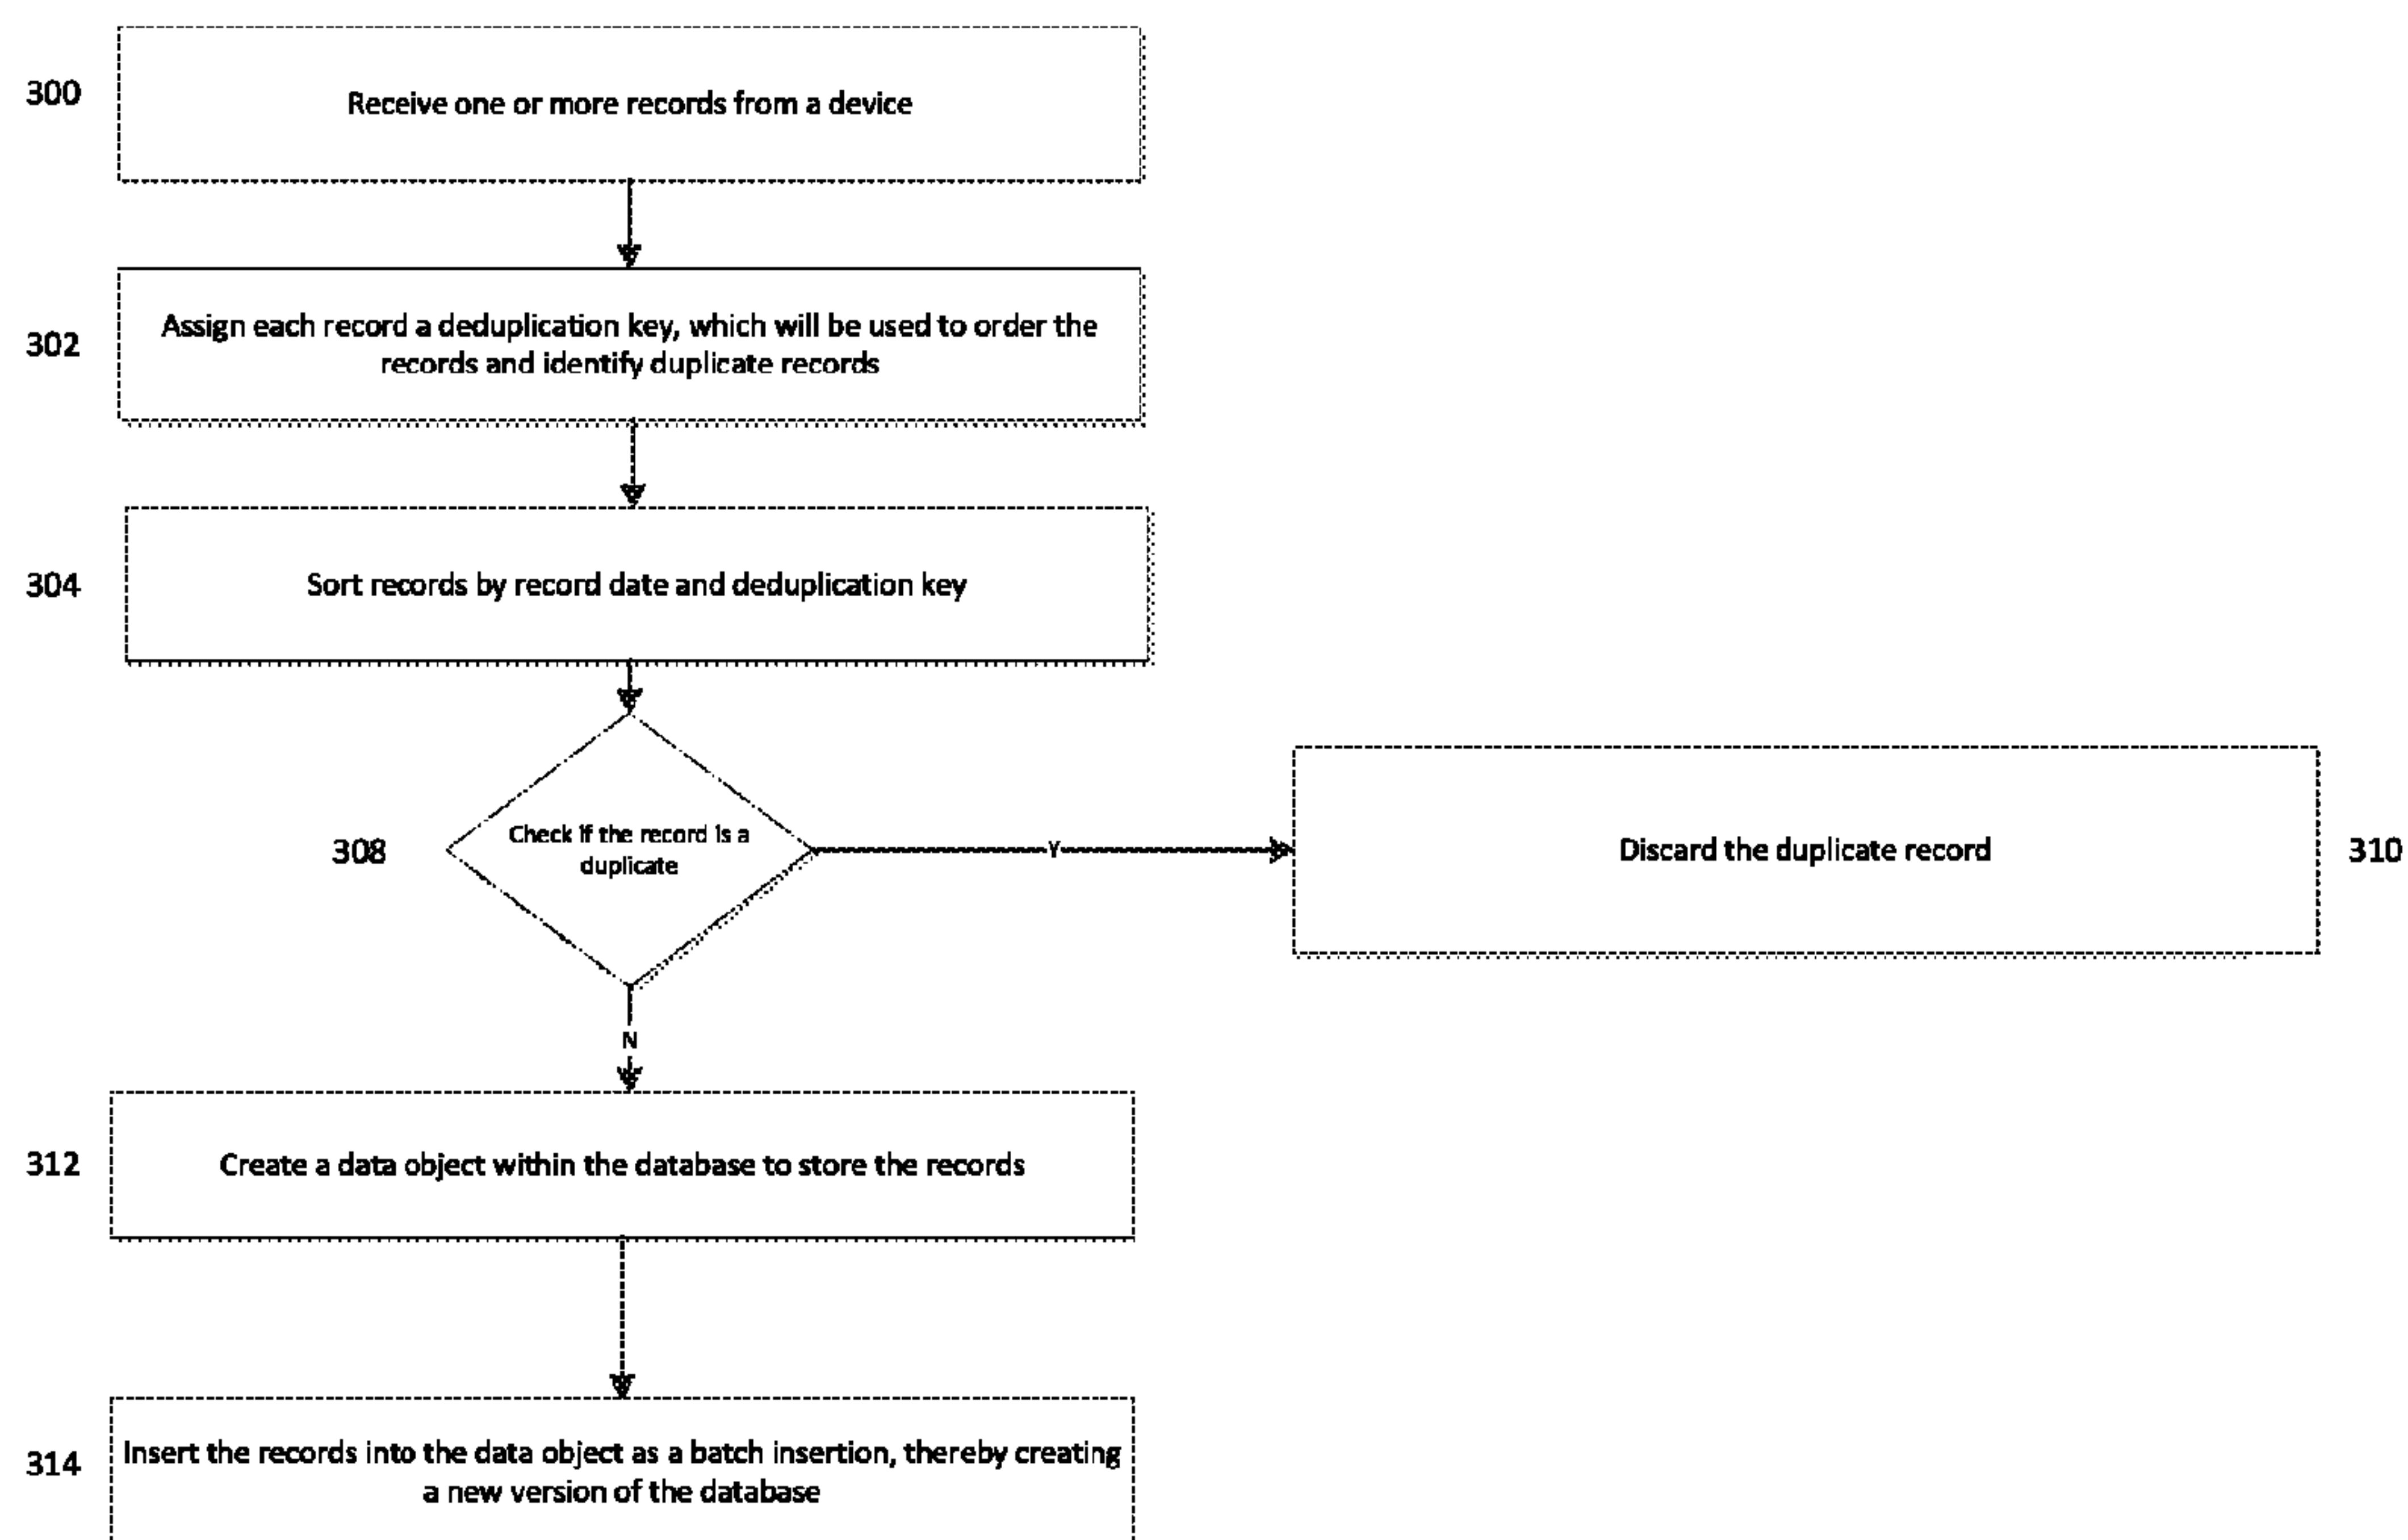 300
Receive one or more records from a device
302
Assign each record a deduplication key, which will be used to order the
records and identify duplicate records
304
Sort records by record date and deduplication key
308
Check if the record is a
duplicate
Y
Discard the duplicate record
310
N
312
Create a data object within the database to store the records
314
Insert the records into the data object as a batch insertion, thereby creating
a new version of the database